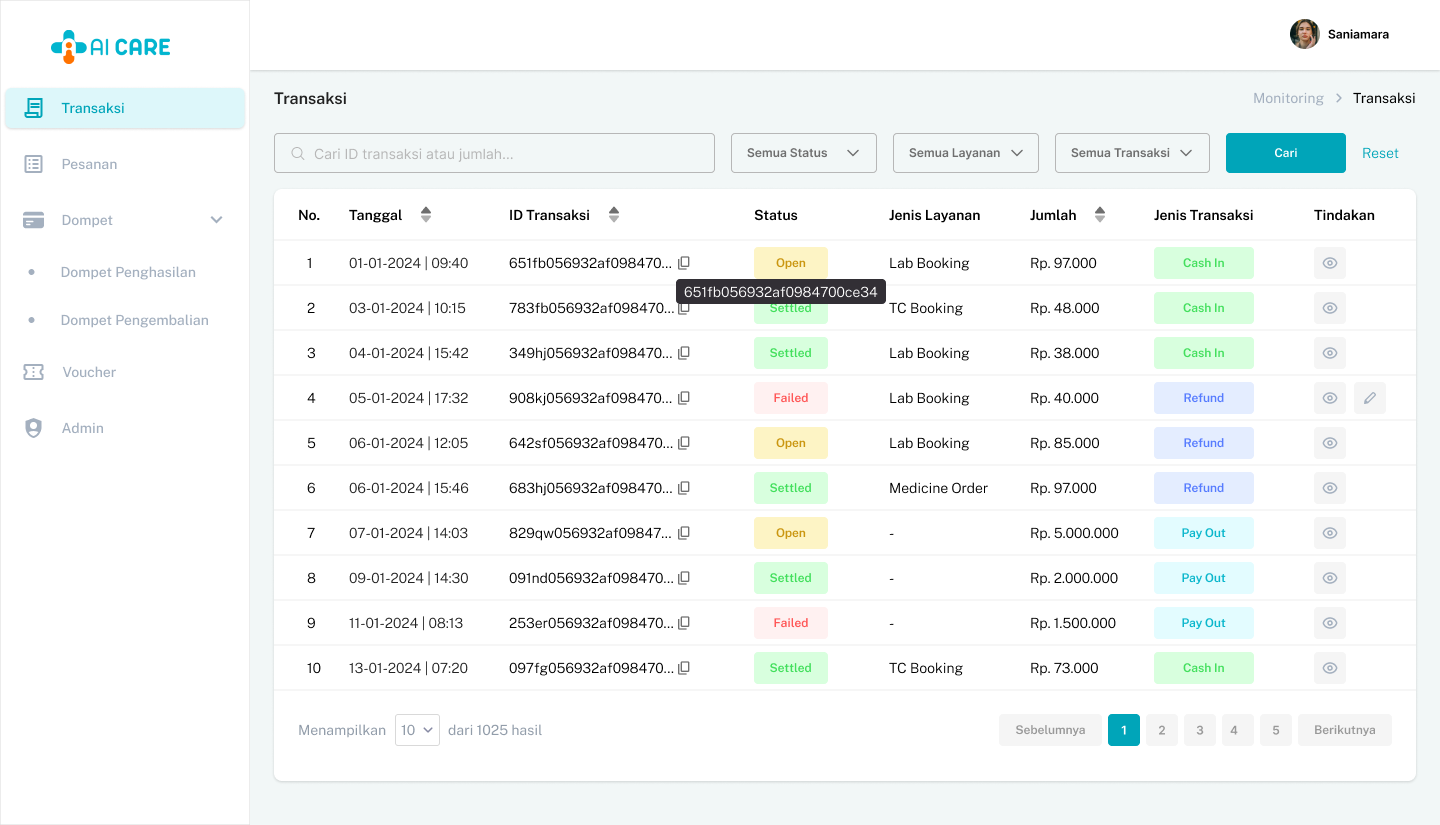 AI CARE
Saniamara
Transaksi
Pesanan
Dompet
• Dompet Penghasilan
• Dompet Pengembalian
Voucher
Admin
Transaksi
Monitoring > Transaksi
Cari ID transaksi atau jumlah...
Semua Status
Semua Layanan
Semua Transaksi
Cari
Reset
No. Tanggal ID Transaksi Status Jenis Layanan Jumlah Jenis Transaksi Tindakan
1 01-01-2024 | 09:40 651fb056932af098470... Open Lab Booking Rp. 97.000 Cash In
651fb056932af0984700ce34
2 03-01-2024 | 10:15 783fb056932af098470... Settled TC Booking Rp. 48.000 Cash In
3 04-01-2024 | 15:42 349hj056932af098470... Settled Lab Booking Rp. 38.000 Cash In
4 05-01-2024 | 17:32 908kj056932af098470... Failed Lab Booking Rp. 40.000 Refund
5 06-01-2024 | 12:05 642sf056932af098470... Open Lab Booking Rp. 85.000 Refund
6 06-01-2024 | 15:46 683hj056932af098470... Settled Medicine Order Rp. 97.000 Refund
7 07-01-2024 | 14:03 829qw056932af09847... Open - Rp. 5.000.000 Pay Out
8 09-01-2024 | 14:30 091nd056932af098470... Settled - Rp. 2.000.000 Pay Out
9 11-01-2024 | 08:13 253er056932af098470... Failed - Rp. 1.500.000 Pay Out
10 13-01-2024 | 07:20 097fg056932af098470... Settled TC Booking Rp. 73.000 Cash In
Menampilkan 10 dari 1025 hasil
Sebelumnya 1 2 3 4 5 Berikutnya